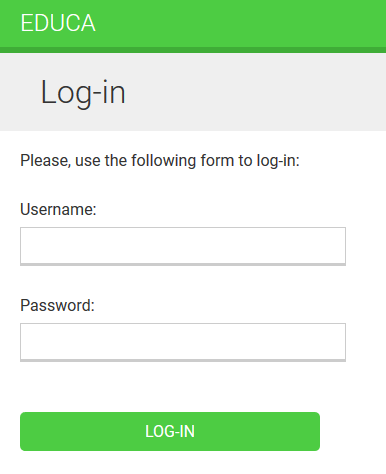 EDUCA
Log-in
Please, use the following form to log-in:
Username:
Password:
LOG-IN